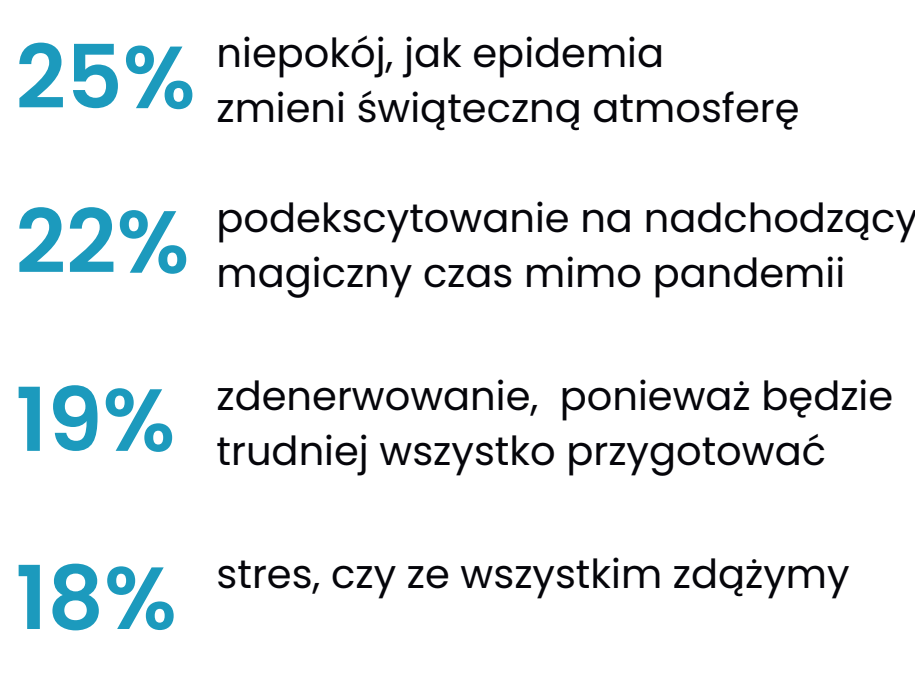 25% niepokój, jak epidemia
zmieni świąteczną atmosferę
22% podekscytowanie na nadchodzący
magiczny czas mimo pandemii
19% zdenerwowanie,  ponieważ będzie
trudniej wszystko przygotować
18% stres, czy ze wszystkim zdążymy